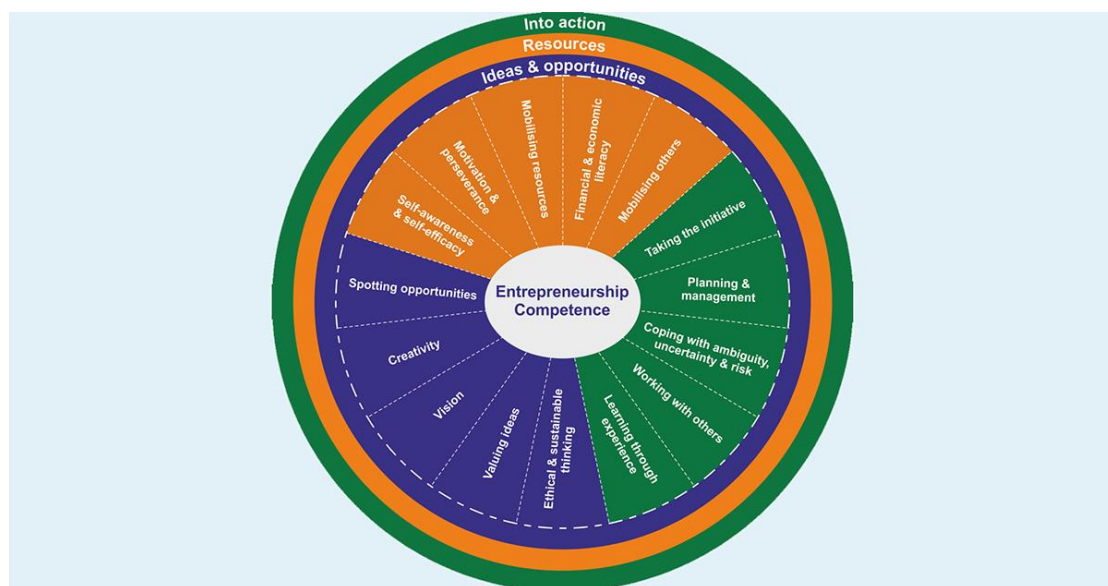 Into action
Resources
Ideas & opportunities
Mobilising resources
Financial & economic
literacy
Mobilising others
Motivation &
perseverance
Self-awareness
& self-efficacy
Taking the initiative
Spotting opportunities
Planning &
management
Entrepreneurship
Competence
Creativity
Coping with ambiguity,
uncertainty & risk
Vision
Working with others
Valuing ideas
Ethical & sustainable
thinking
Learning through
experience